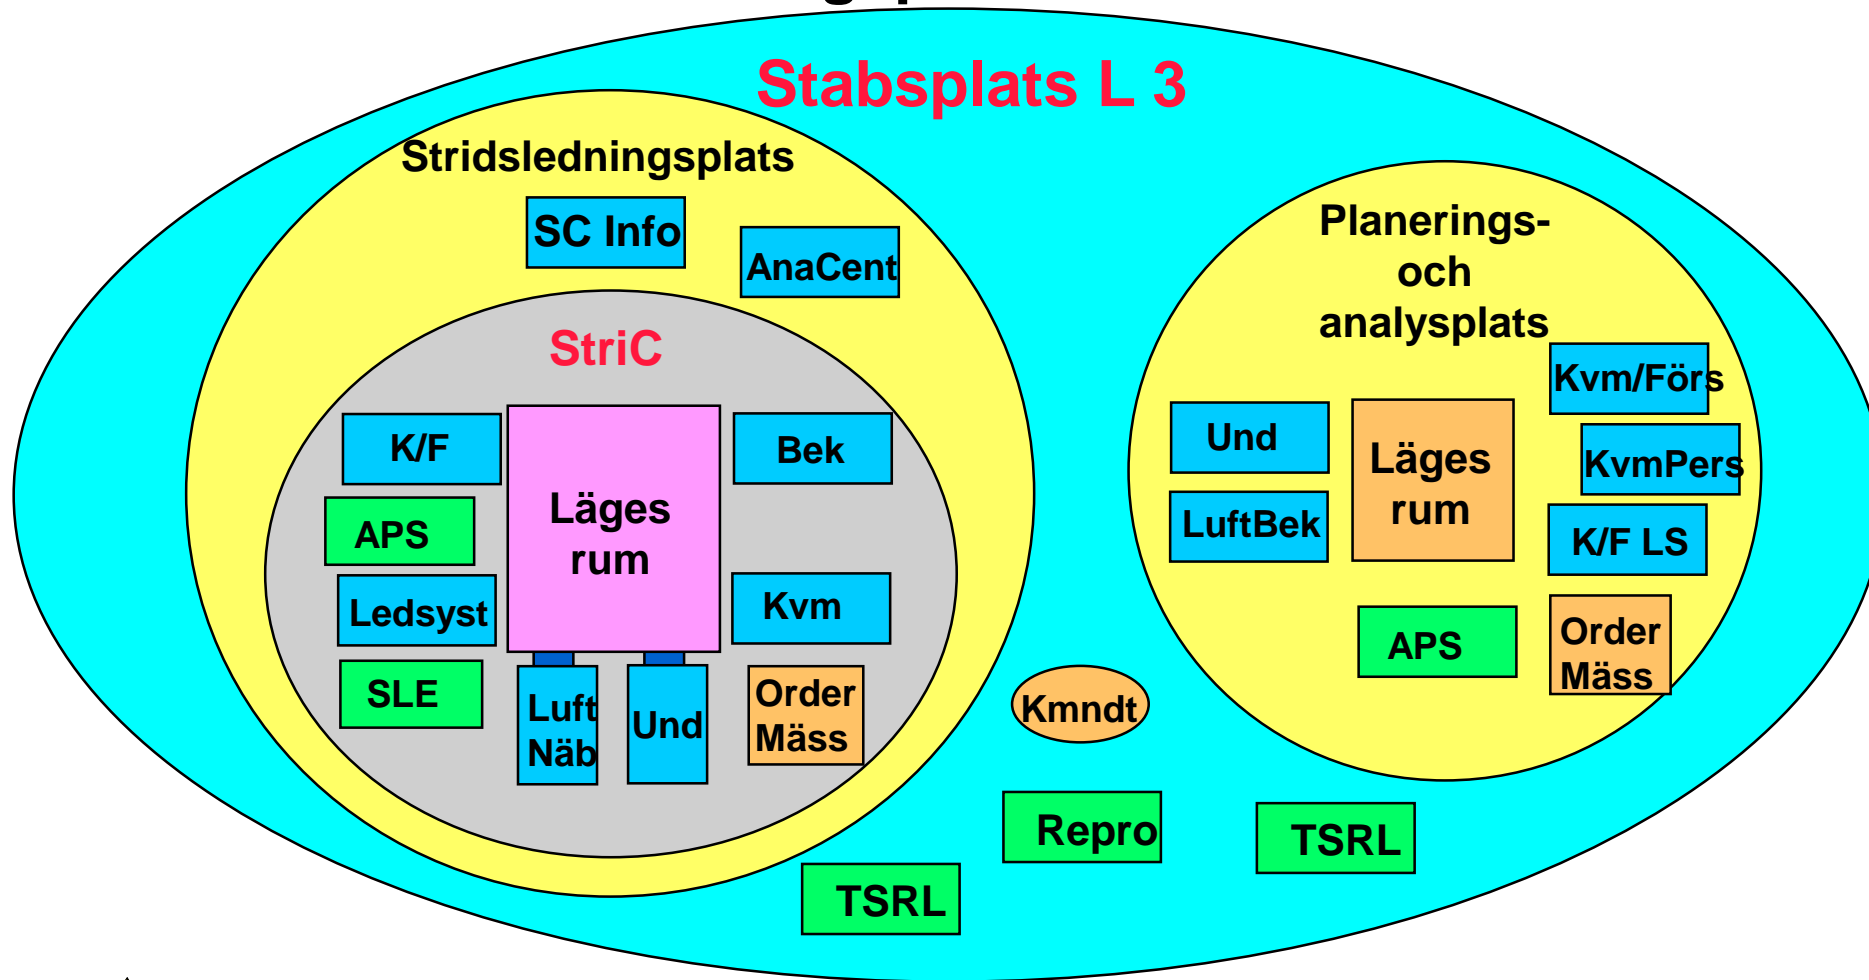 Stabsplats L 3
Stridsledningsplats
SC Info
AnaCent
StriC
K/F
Läges
rum
Bek
APS
Ledsyst
Kvm
SLE
Luft
Näb
Und
Order
Mäss
Planerings-
och
analysplats
Kvm/Förs
Und
Läges
rum
KvmPers
LuftBek
K/F LS
APS
Order
Mäss
Kmndt
Repro
TSRL
TSRL